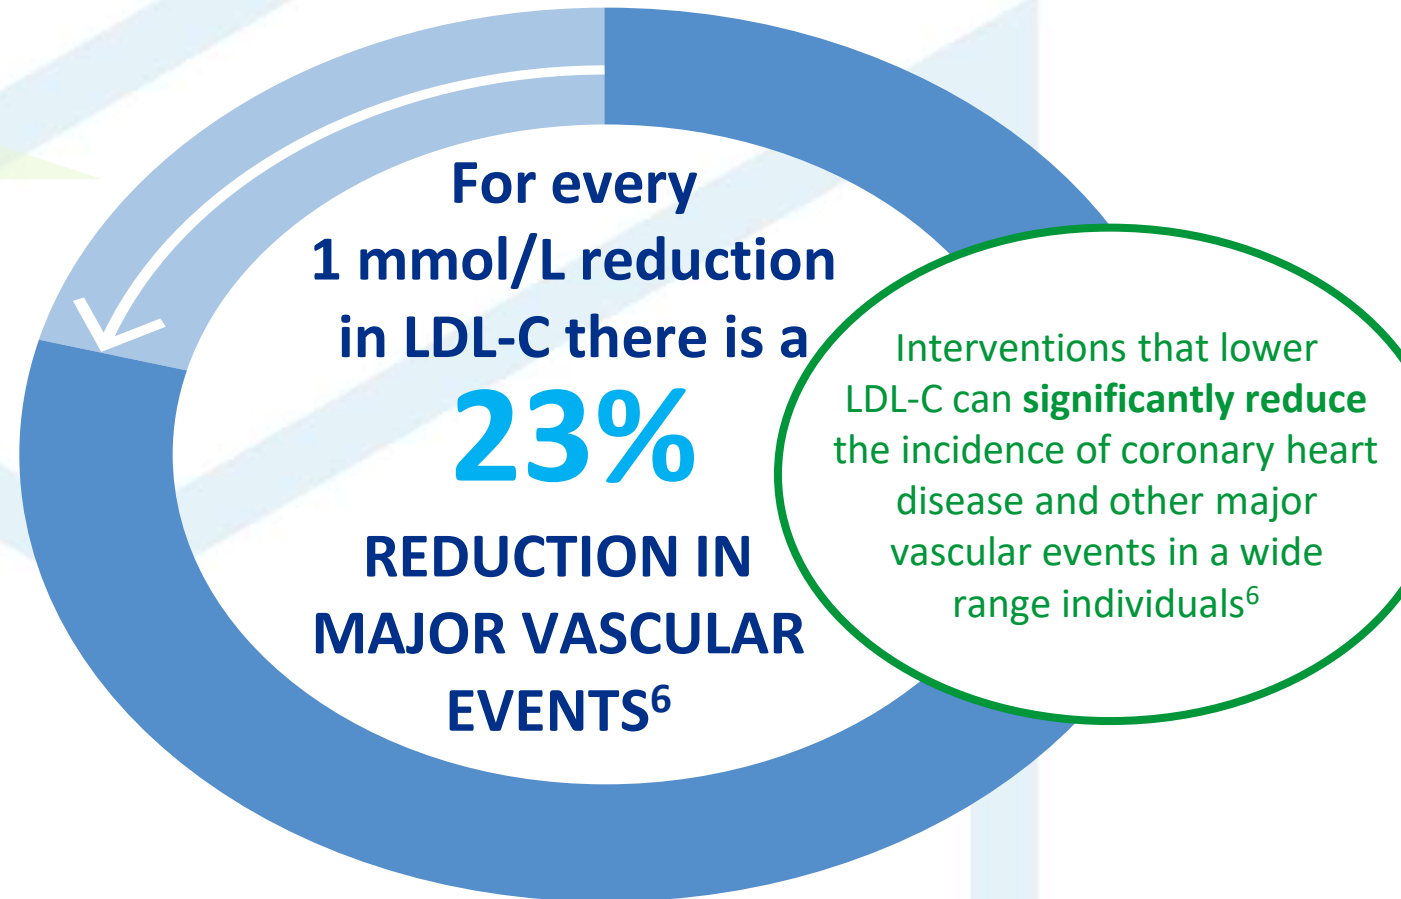 For every
1 mmol/L reduction
in LDL-C there is a
23%
REDUCTION IN
MAJOR VASCULAR
EVENTS⁶
Interventions that lower
LDL-C can significantly reduce
the incidence of coronary heart
disease and other major
vascular events in a wide
range individuals⁶